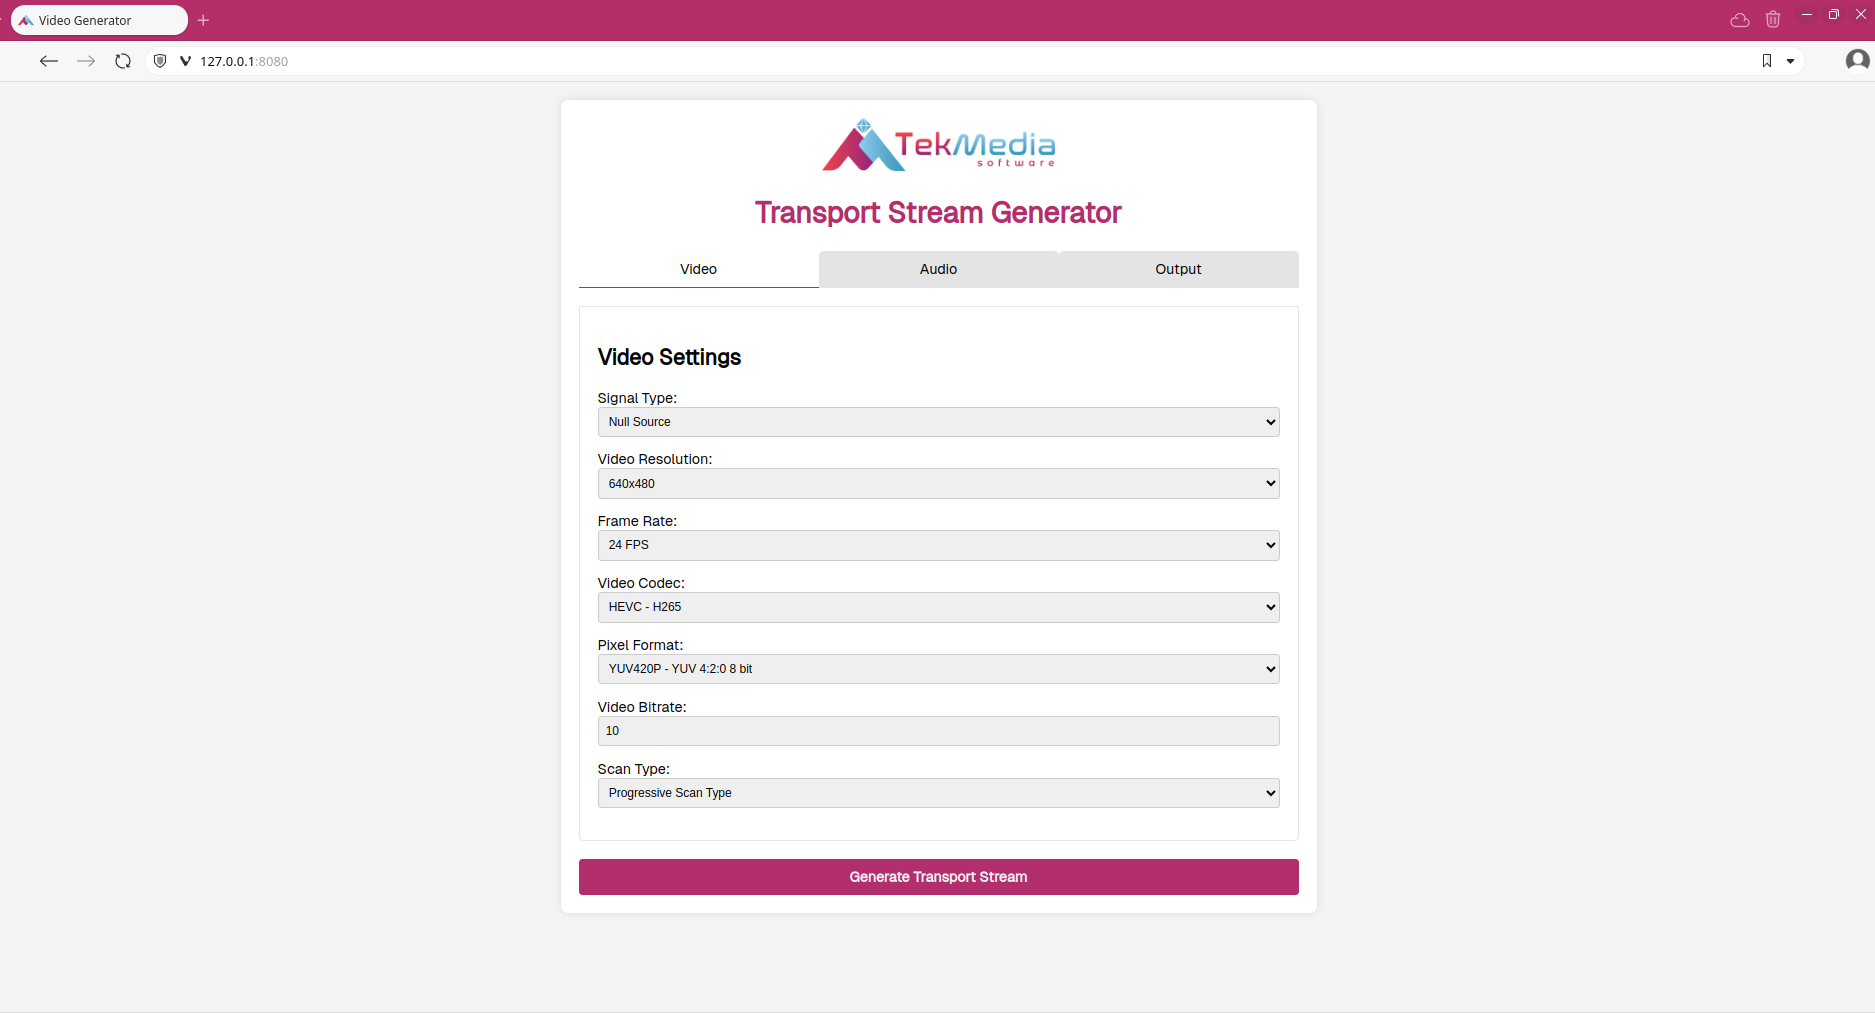 Video Generator
127.0.0.1:8080
TekMedia
software
Transport Stream Generator
Video Audio Output
Video Settings
Signal Type:
Null Source
Video Resolution:
640x480
Frame Rate:
24 FPS
Video Codec:
HEVC - H265
Pixel Format:
YUV420P - YUV 4:2:0 8 bit
Video Bitrate:
10
Scan Type:
Progressive Scan Type
Generate Transport Stream